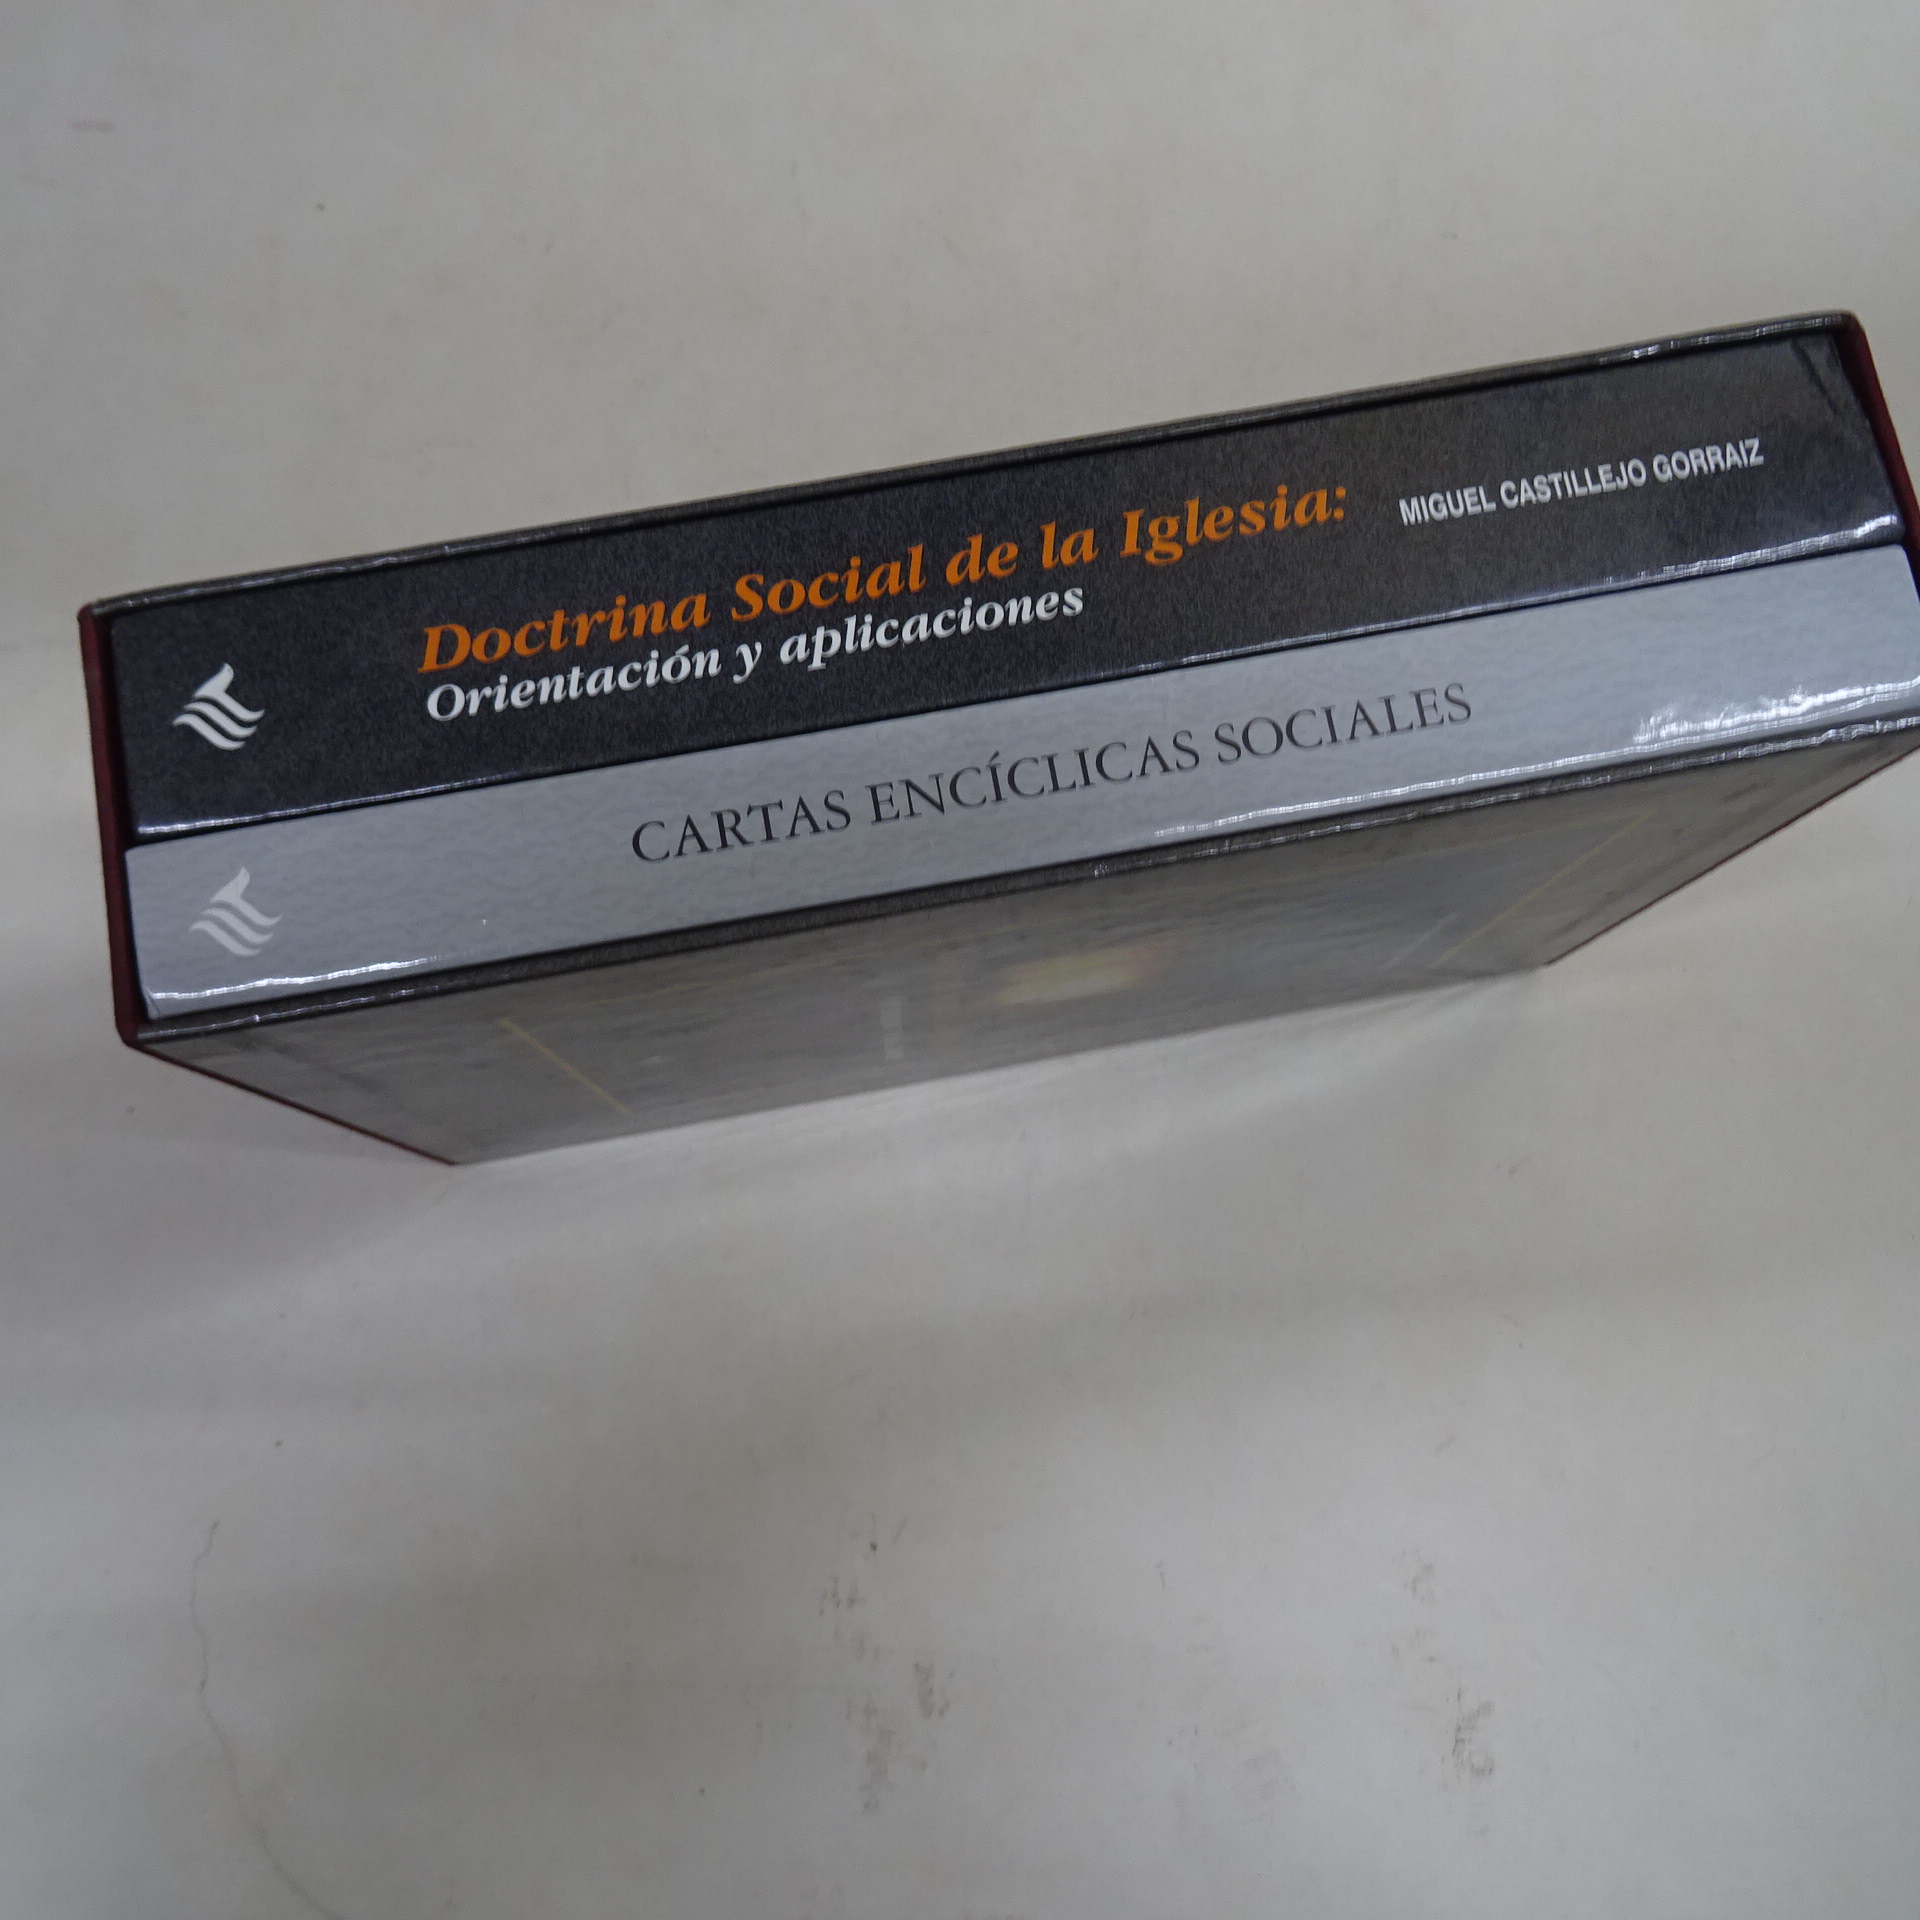 Doctrina Social de la Iglesia:
Orientación y aplicaciones
MIGUEL CASTILLEJO GORRAIZ
CARTAS ENCÍCLICAS SOCIALES